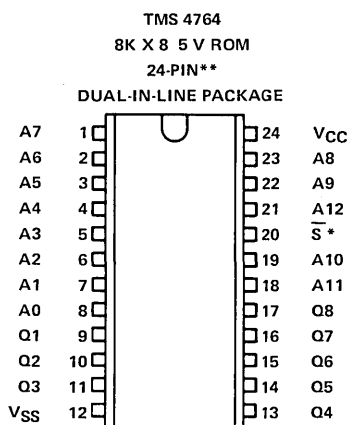 TMS 4764
8K X 8 5 V ROM
24-PIN**
DUAL-IN-LINE PACKAGE
A7 1 24 VCC
A6 2 23 A8
A5 3 22 A9
A4 4 21 A12
A3 5 20 S̅ *
A2 6 19 A10
A1 7 18 A11
A0 8 17 Q8
Q1 9 16 Q7
Q2 10 15 Q6
Q3 11 14 Q5
VSS 12 13 Q4